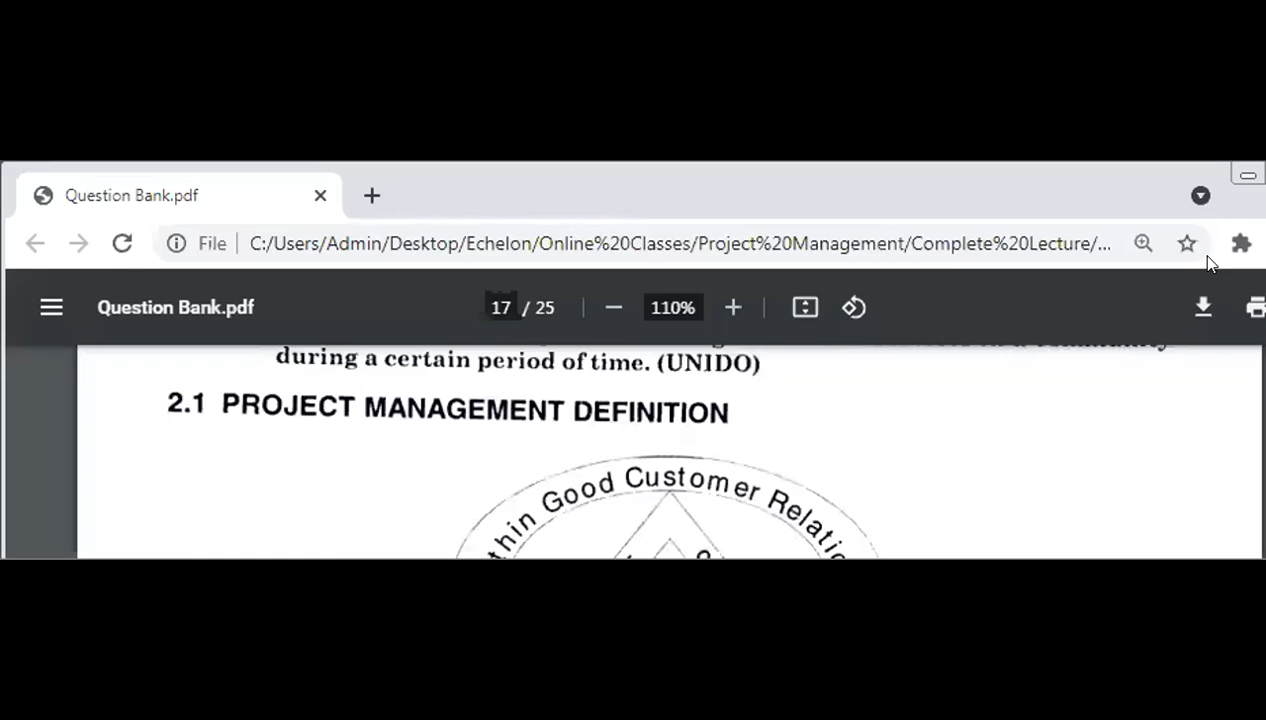 Question Bank.pdf
File C:/Users/Admin/Desktop/Echelon/Online%20Classes/Project%20Management/Complete%20Lecture/...
Question Bank.pdf 17 / 25 110%
during a certain period of time. (UNIDO)
2.1 PROJECT MANAGEMENT DEFINITION
Good Customer